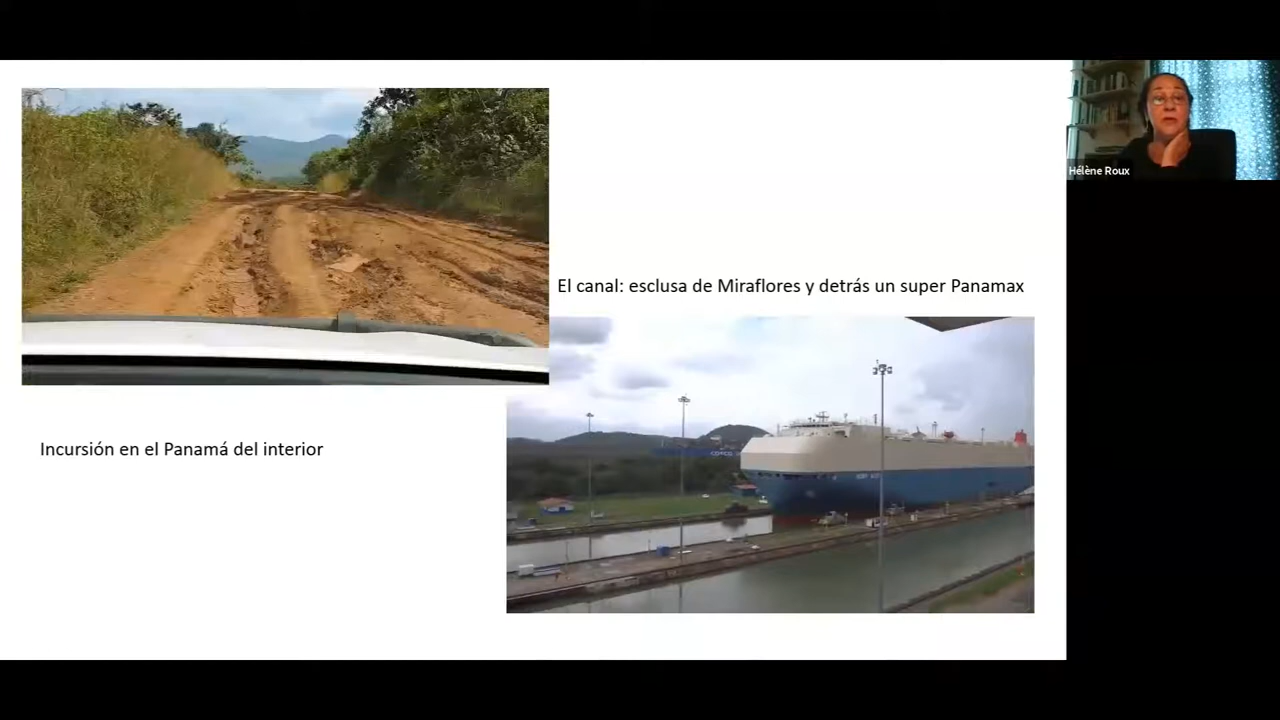 Hélène Roux
El canal: esclusa de Miraflores y detrás un super Panamax
Incursión en el Panamá del interior